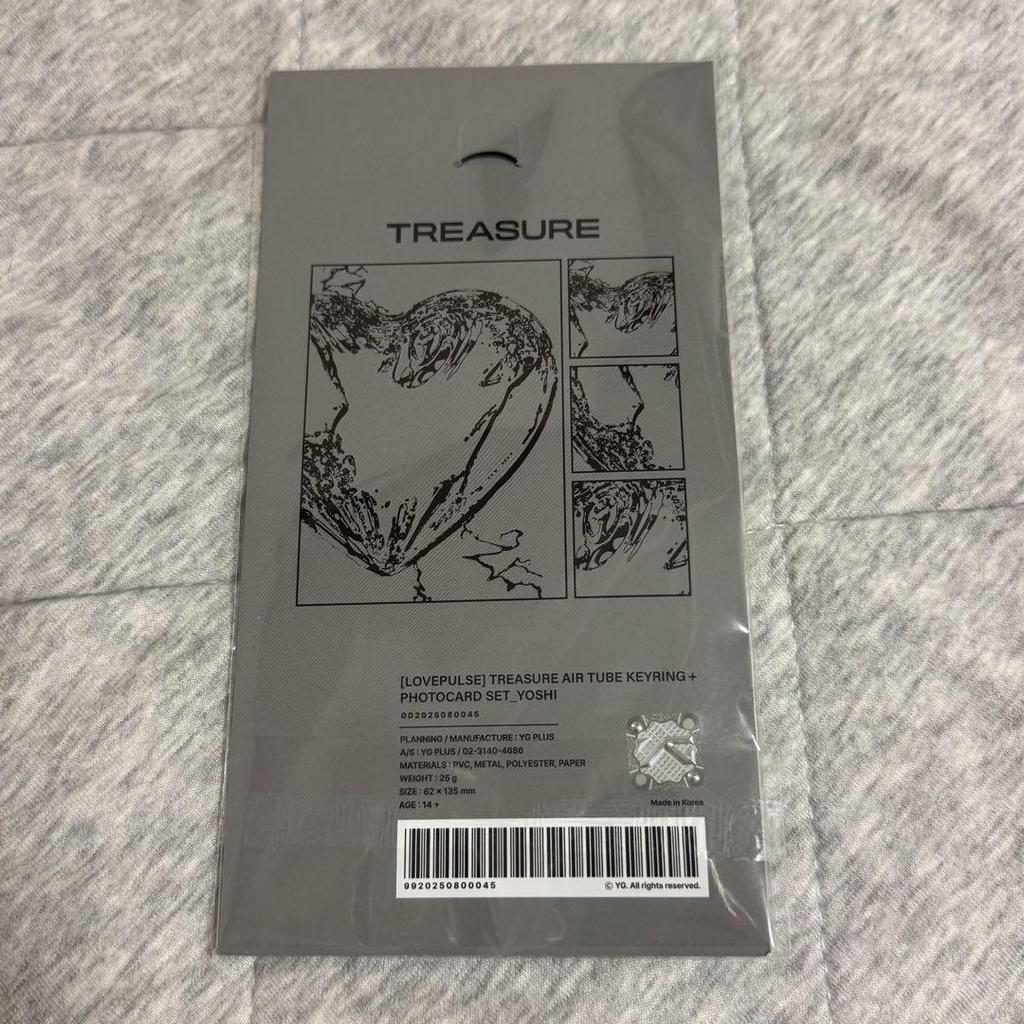 TREASURE
[LOVEPULSE] TREASURE AIR TUBE KEYRING +
PHOTOCARD SET_YOSHI
0D2025080045
PLANNING / MANUFACTURE : YG PLUS
A/S : YG PLUS / 02-3140-4686
MATERIALS : PVC, METAL, POLYESTER, PAPER
WEIGHT : 25 g
SIZE : 62 × 135 mm
AGE : 14 +
Made in Korea
9920250800045
© YG. All rights reserved.